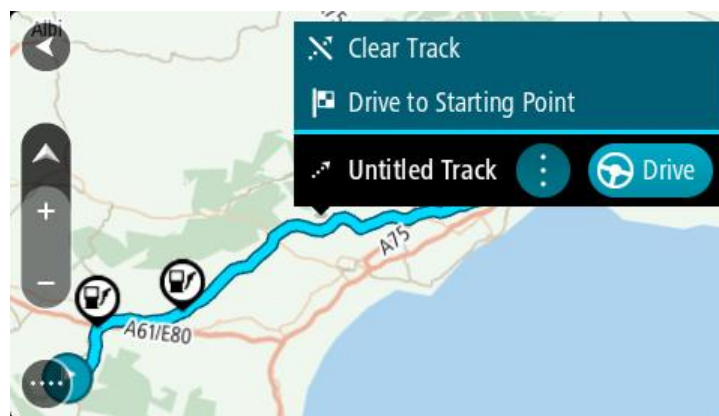 Albi
Clear Track
Drive to Starting Point
Untitled Track
Drive
A75
A61/E80